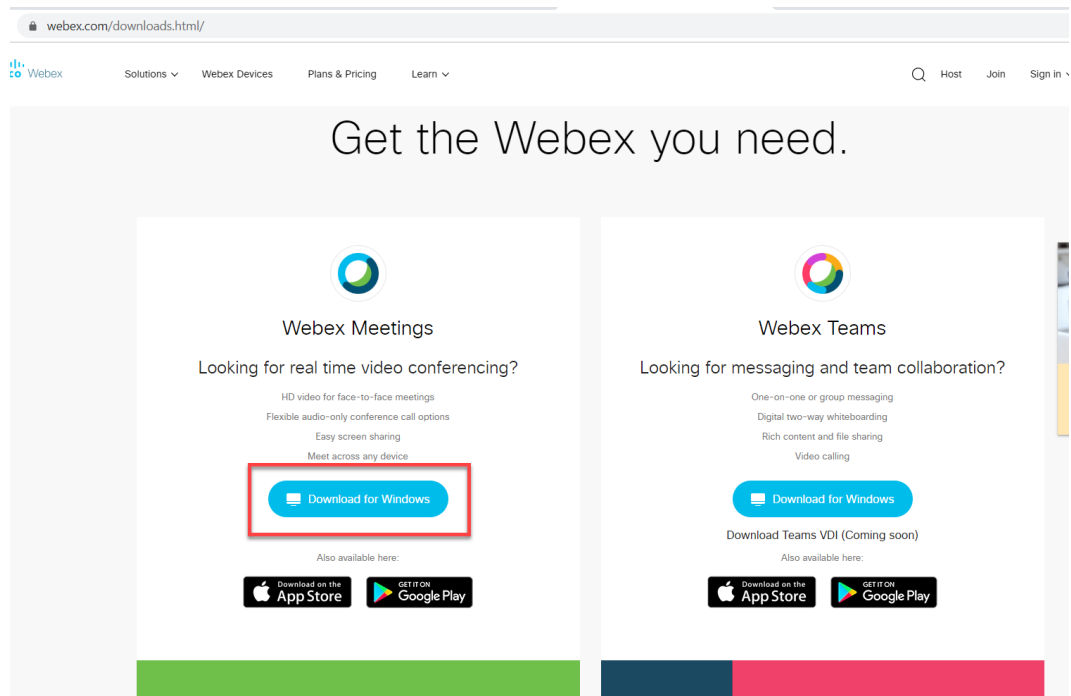 webex.com/downloads.html/
Webex
Solutions
Webex Devices
Plans & Pricing
Learn
Host
Join
Sign in
Get the Webex you need.
Webex Meetings
Looking for real time video conferencing?
HD video for face-to-face meetings
Flexible audio-only conference call options
Easy screen sharing
Meet across any device
Download for Windows
Also available here:
Download on the
App Store
GET IT ON
Google Play
Webex Teams
Looking for messaging and team collaboration?
One-on-one or group messaging
Digital two-way whiteboarding
Rich content and file sharing
Video calling
Download for Windows
Download Teams VDI (Coming soon)
Also available here:
Download on the
App Store
GET IT ON
Google Play